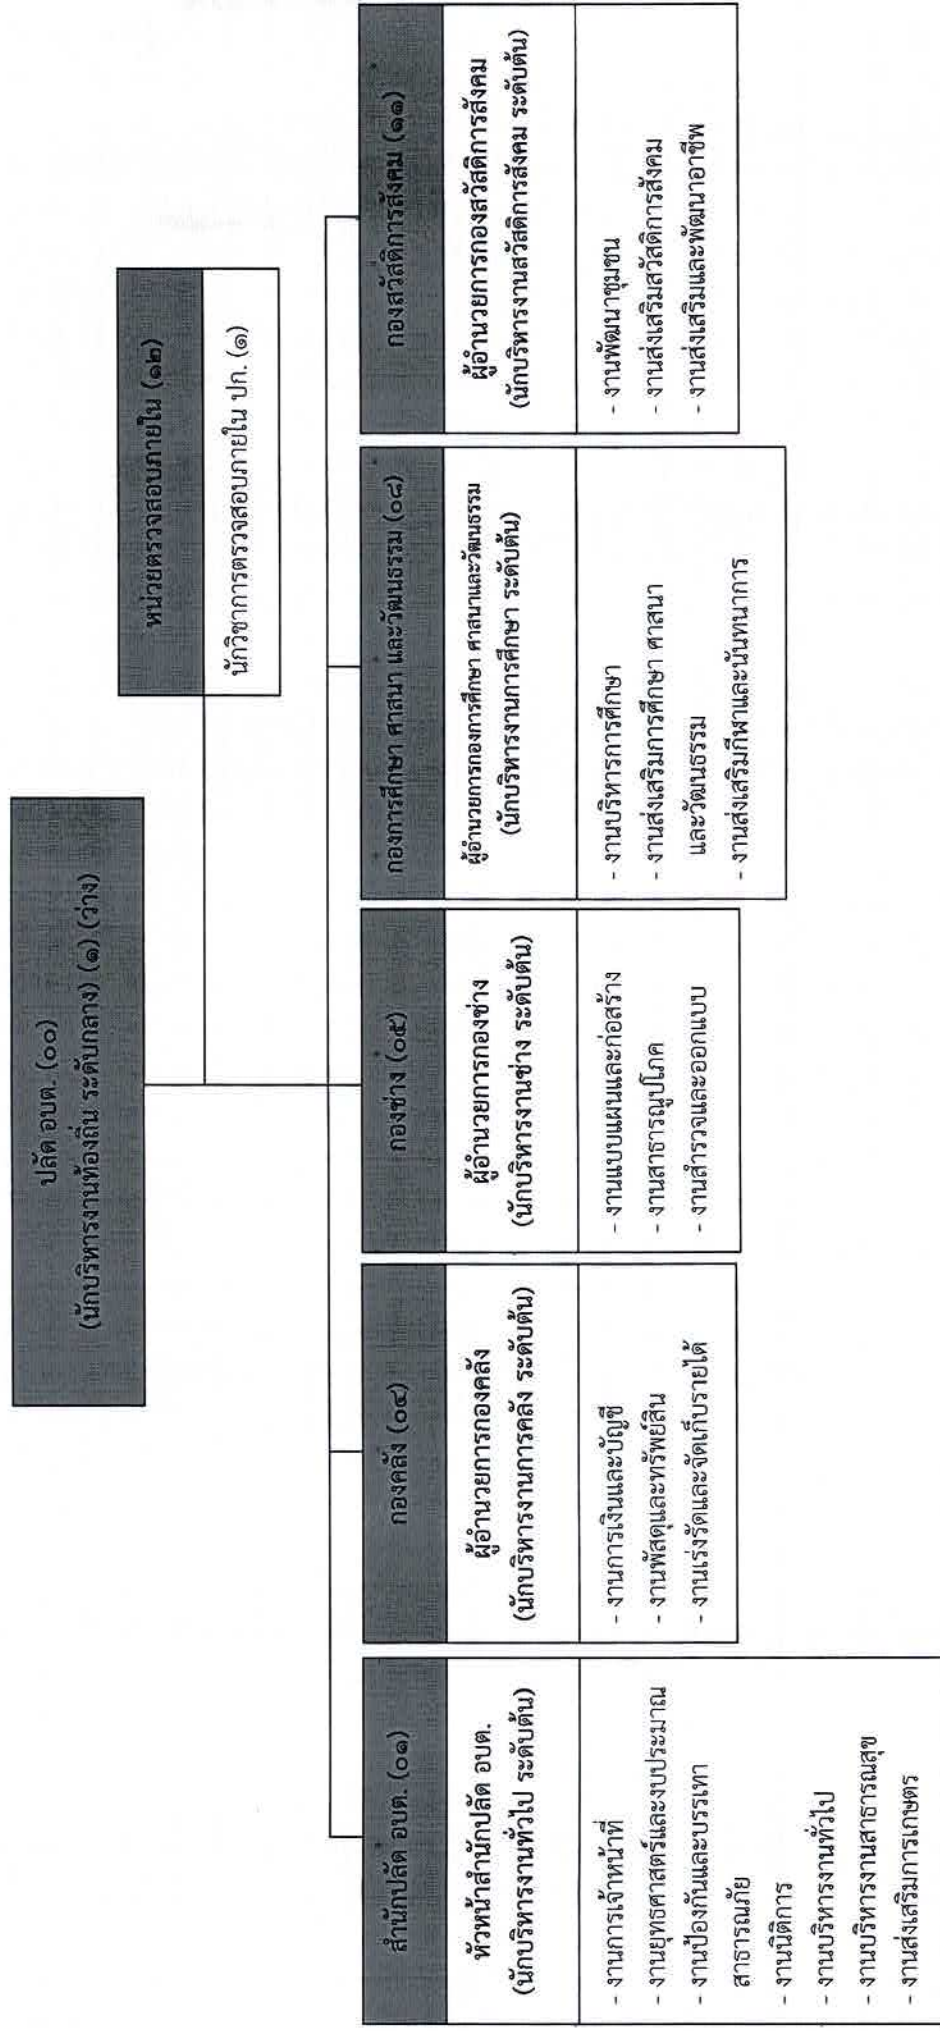 ปลัด อบต. (๐๐)
(นักบริหารงานท้องถิ่น ระดับกลาง) (๑) (ว่าง)
หน่วยตรวจสอบภายใน (๑๒)
นักวิชาการตรวจสอบภายใน ปก. (๑)
สำนักปลัด อบต. (๐๑)
หัวหน้าสำนักปลัด อบต.
(นักบริหารงานทั่วไป ระดับต้น)
- งานการเจ้าหน้าที่
- งานยุทธศาสตร์และงบประมาณ
- งานป้องกันและบรรเทา
สาธารณภัย
- งานนิติการ
- งานบริหารงานทั่วไป
- งานบริหารงานสาธารณสุข
- งานส่งเสริมการเกษตร
กองคลัง (๐๔)
ผู้อำนวยการกองคลัง
(นักบริหารงานการคลัง ระดับต้น)
- งานการเงินและบัญชี
- งานพัสดุและทรัพย์สิน
- งานเร่งรัดและจัดเก็บรายได้
กองช่าง (๐๕)
ผู้อำนวยการกองช่าง
(นักบริหารงานช่าง ระดับต้น)
- งานแบบแผนและก่อสร้าง
- งานสาธารณูปโภค
- งานสำรวจและออกแบบ
กองการศึกษา ศาสนา และวัฒนธรรม (๐๘)
ผู้อำนวยการกองการศึกษา ศาสนาและวัฒนธรรม
(นักบริหารงานการศึกษา ระดับต้น)
- งานบริหารการศึกษา
- งานส่งเสริมการศึกษา ศาสนา
และวัฒนธรรม
- งานส่งเสริมกีฬาและนันทนาการ
กองสวัสดิการสังคม (๑๑)
ผู้อำนวยการกองสวัสดิการสังคม
(นักบริหารงานสวัสดิการสังคม ระดับต้น)
- งานพัฒนาชุมชน
- งานส่งเสริมสวัสดิการสังคม
- งานส่งเสริมและพัฒนาอาชีพ